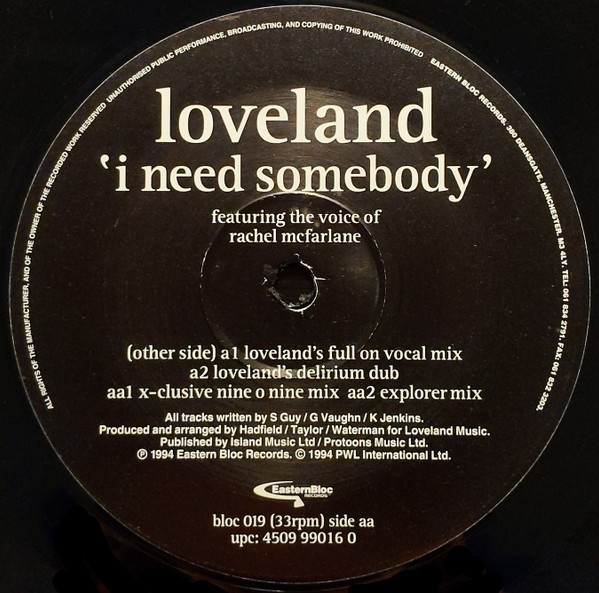 ALL RIGHTS OF THE MANUFACTURER, AND OF THE OWNER OF THE RECORDED WORK RESERVED UNAUTHORISED PUBLIC PERFORMANCE, BROADCASTING, AND COPYING OF THIS WORK PROHIBITED EASTERN BLOC RECORDS, 380 DEANSGATE, MANCHESTER. M3 4LY. TEL: 061 834 2791. FAX: 061 832 3203.
loveland
‘i need somebody’
featuring the voice of
rachel mcfarlane
(other side) a1 loveland's full on vocal mix
a2 loveland's delirium dub
aa1 x-clusive nine o nine mix aa2 explorer mix
All tracks written by S Guy / G Vaughn / K Jenkins.
Produced and arranged by Hadfield / Taylor / Waterman for Loveland Music.
Published by Island Music Ltd / Protoons Music Ltd.
℗ 1994 Eastern Bloc Records. © 1994 PWL International Ltd.
EasternBloc
RECORDS
bloc 019 (33rpm) side aa
upc: 4509 99016 0